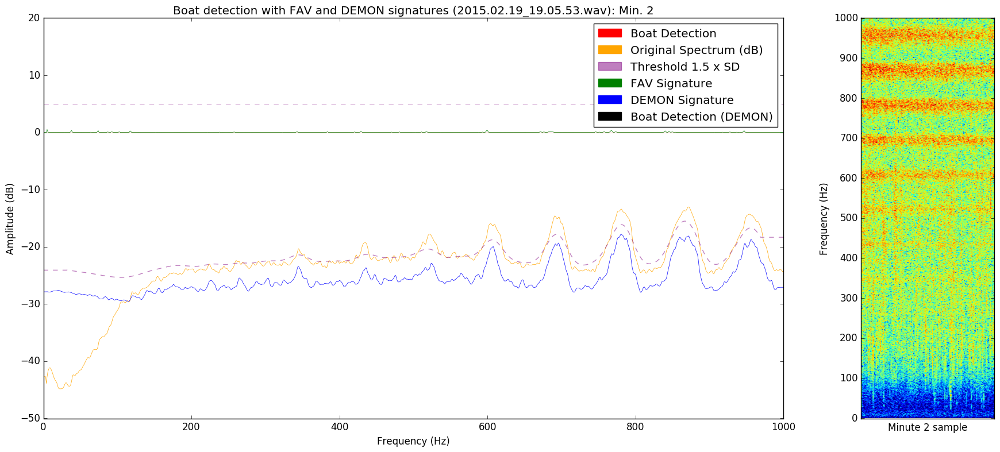 Boat detection with FAV and DEMON signatures (2015.02.19_19.05.53.wav): Min. 2
Boat Detection
Original Spectrum (dB)
Threshold 1.5 x SD
FAV Signature
DEMON Signature
Boat Detection (DEMON)
20
10
0
−10
−20
−30
−40
−50
Amplitude (dB)
0
200
400
600
800
1000
Frequency (Hz)
1000
900
800
700
600
500
400
300
200
100
0
Frequency (Hz)
Minute 2 sample